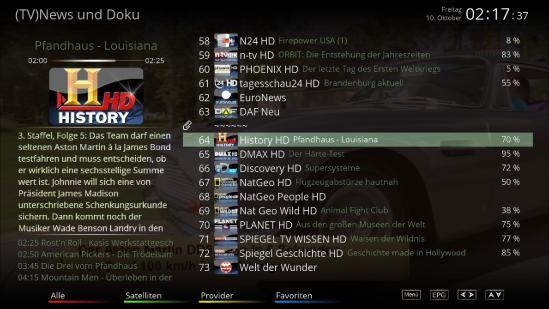 (TV)News und Doku
Freitag
10. Oktober
02:17:37
Pfandhaus - Louisiana
02:00
02:25
H
HD
HISTORY
3. Staffel, Folge 5: Das Team darf einen
seltenen Aston Martin à la James Bond
testfahren und muss entscheiden, ob
er wirklich eine sechsstellige Summe
wert ist. Johnnie will sich eine von
Präsident James Madison
unterschriebene Schenkungsurkunde
sichern. Dann kommt noch der
Musiker Wade Benson Landry in den
02:25 Rost'n'Roll - Kasis Werkstattgesch
02:50 American Pickers - Die Trödelsam
03:45 Die Drei vom Pfandhaus
04:15 Mountain Men - Überleben in der
58 N24 HD Firepower USA (1) 8 %
59 n-tv HD ORBIT: Die Entstehung der Jahreszeiten 83 %
60 PHOENIX HD Der letzte Tag des Ersten Weltkriegs 5 %
61 tagesschau24 HD Brandenburg aktuell 55 %
62 EuroNews
63 DAF Neu
~~~~~~
64 History HD Pfandhaus - Louisiana 70 %
65 DMAX HD Der Härte-Test 95 %
66 Discovery HD Supersysteme 72 %
67 NatGeo HD Flugzeugabstürze hautnah 50 %
68 NatGeo People HD
69 Nat Geo Wild HD Animal Fight Club 38 %
70 PLANET HD Aus den großen Museen der Welt 75 %
71 SPIEGEL TV WISSEN HD Waisen der Wildnis 77 %
72 Spiegel Geschichte HD Geschichte made in Hollywood 85 %
73 Welt der Wunder
Alle
Satelliten
Provider
Favoriten
Menü
EPG